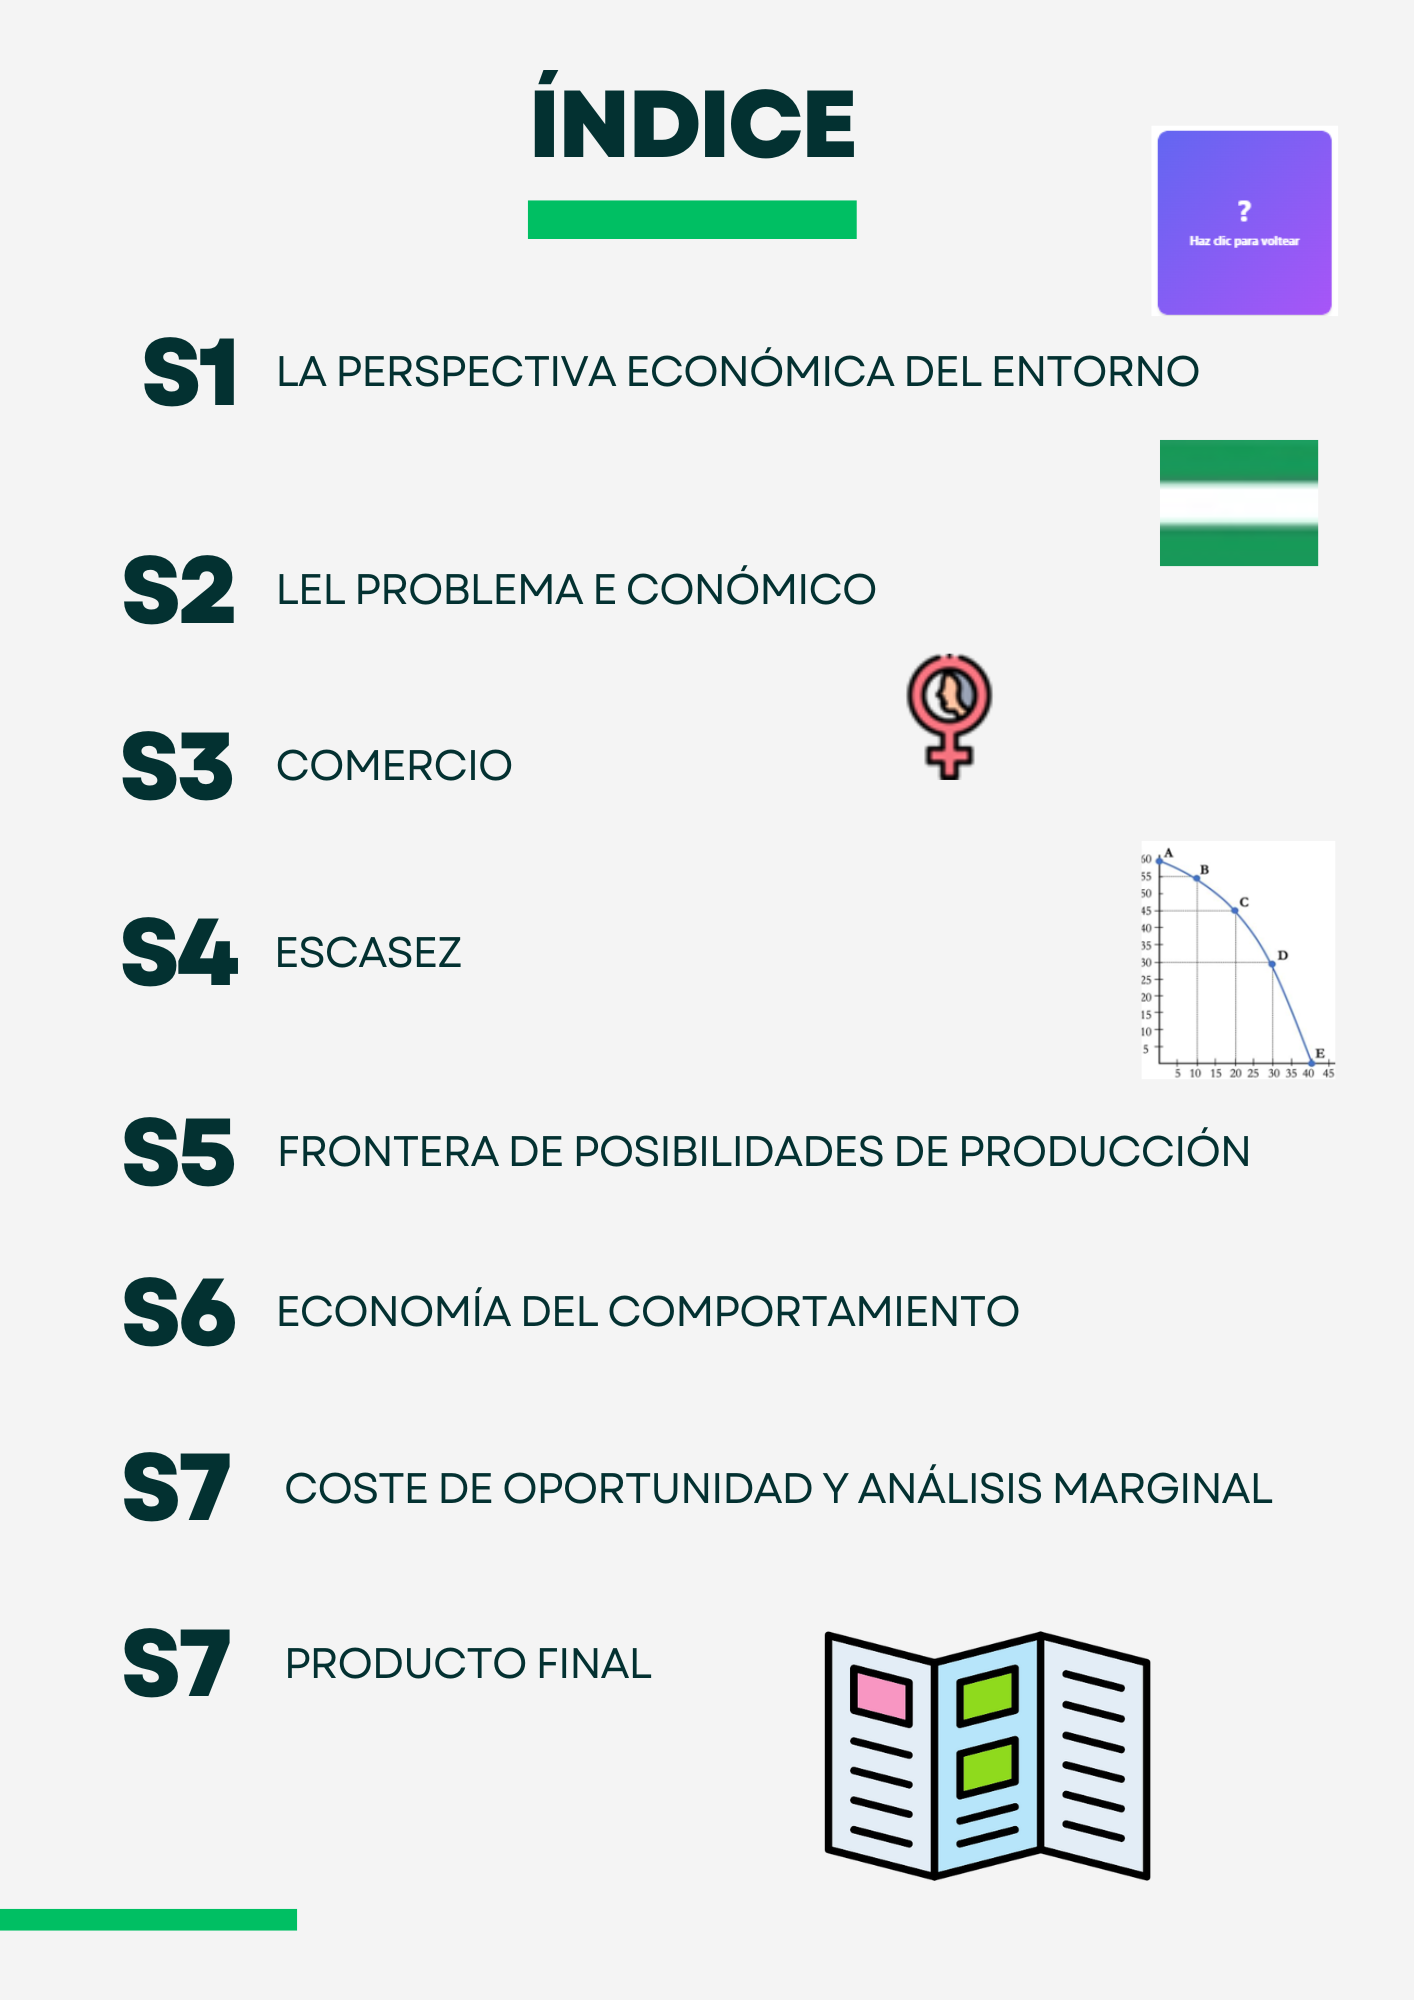 ÍNDICE
?
Haz clic para voltear
S1 LA PERSPECTIVA ECONÓMICA DEL ENTORNO
S2 LEL PROBLEMA E CONÓMICO
S3 COMERCIO
S4 ESCASEZ
60 A
55 B
50
45 C
40
35
30 D
25
20
15
10
5 E
5 10 15 20 25 30 35 40 45
S5 FRONTERA DE POSIBILIDADES DE PRODUCCIÓN
S6 ECONOMÍA DEL COMPORTAMIENTO
S7 COSTE DE OPORTUNIDAD Y ANÁLISIS MARGINAL
S7 PRODUCTO FINAL